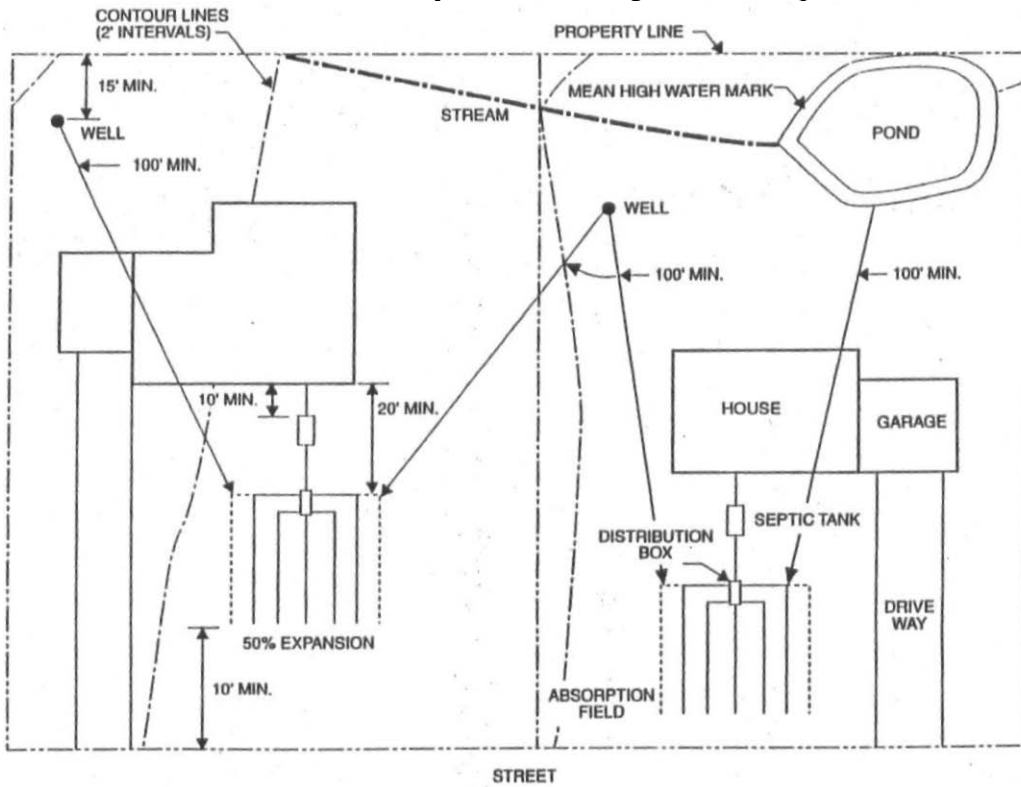 CONTOUR LINES
(2' INTERVALS)
PROPERTY LINE
15' MIN.
MEAN HIGH WATER MARK
STREAM
POND
WELL
100' MIN.
WELL
100' MIN.
100' MIN.
10' MIN.
20' MIN.
HOUSE
GARAGE
SEPTIC TANK
DISTRIBUTION
BOX
DRIVE
WAY
50% EXPANSION
10' MIN.
ABSORPTION
FIELD
STREET